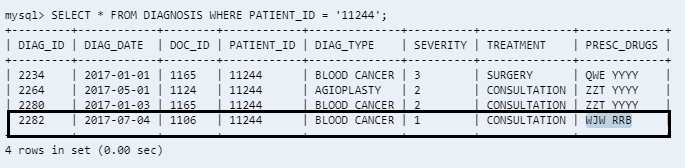 mysql> SELECT * FROM DIAGNOSIS WHERE PATIENT_ID = '11244';
| DIAG_ID | DIAG_DATE | DOC_ID | PATIENT_ID | DIAG_TYPE | SEVERITY | TREATMENT | PRESC_DRUGS |
| 2234 | 2017-01-01 | 1165 | 11244 | BLOOD CANCER | 3 | SURGERY | QWE YYYY |
| 2264 | 2017-05-01 | 1124 | 11244 | AGIOPLASTY | 2 | CONSULTATION | ZZT YYYY |
| 2280 | 2017-01-03 | 1165 | 11244 | BLOOD CANCER | 2 | CONSULTATION | ZZT YYYY |
| 2282 | 2017-07-04 | 1106 | 11244 | BLOOD CANCER | 1 | CONSULTATION | WJW RRB |
4 rows in set (0.00 sec)